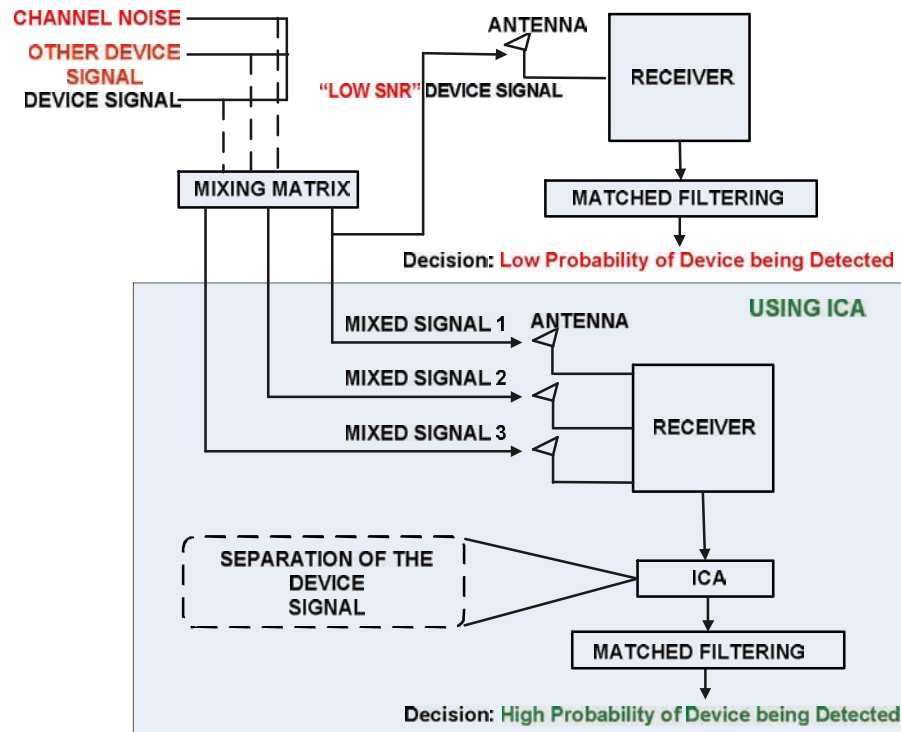 CHANNEL NOISE
OTHER DEVICE
SIGNAL
DEVICE SIGNAL
MIXING MATRIX
ANTENNA
"LOW SNR" DEVICE SIGNAL
RECEIVER
MATCHED FILTERING
Decision: Low Probability of Device being Detected
USING ICA
MIXED SIGNAL 1
ANTENNA
MIXED SIGNAL 2
MIXED SIGNAL 3
RECEIVER
SEPARATION OF THE
DEVICE
SIGNAL
ICA
MATCHED FILTERING
Decision: High Probability of Device being Detected